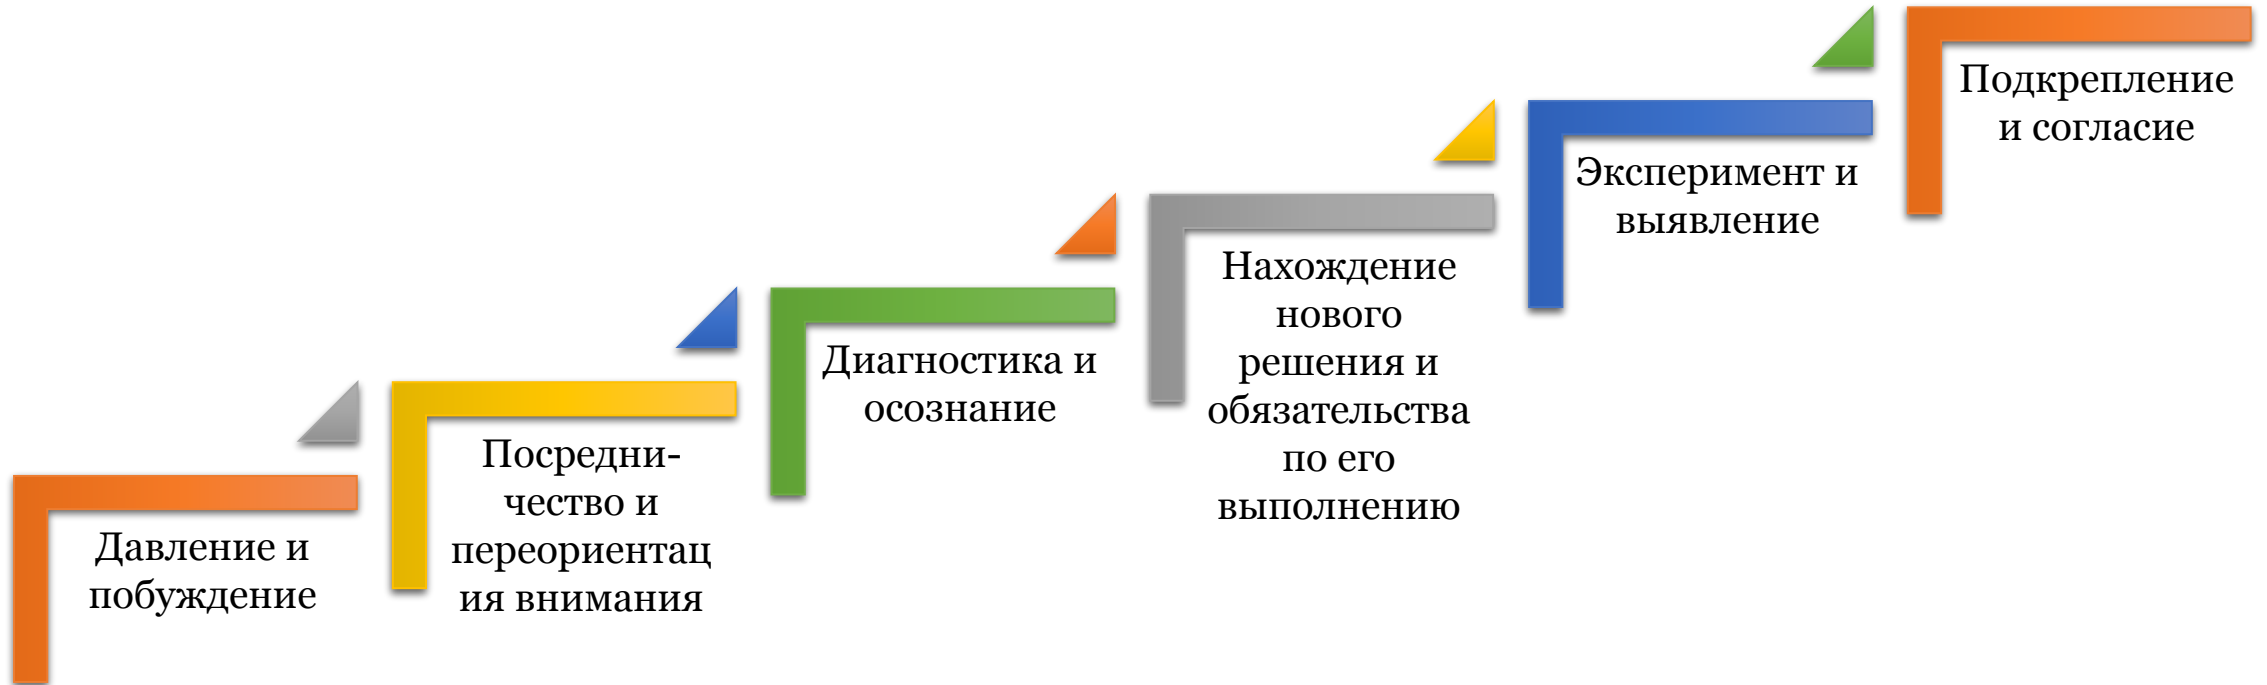 Давление и
побуждение
Посредни-
чество и
переориентац
ия внимания
Диагностика и
осознание
Нахождение
нового
решения и
обязательства
по его
выполнению
Эксперимент и
выявление
Подкрепление
и согласие